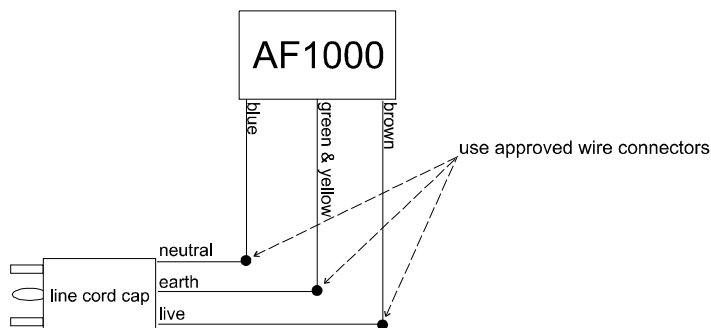 AF1000
blue
green & yellow
brown
use approved wire connectors
neutral
earth
live
line cord cap